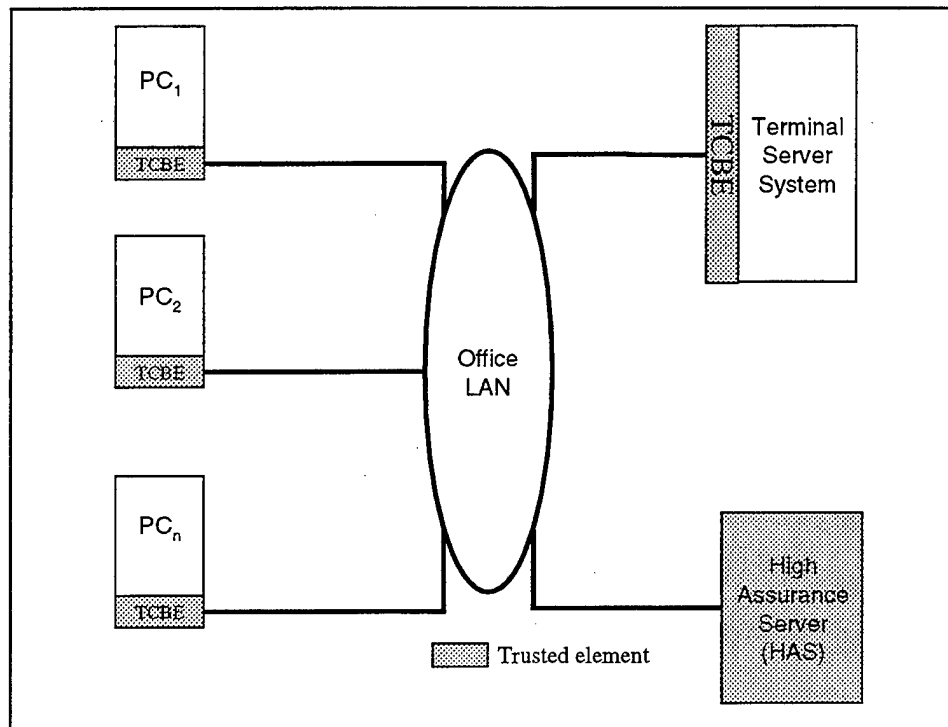 PC1
TCBE
PC2
TCBE
PCn
TCBE
Office
LAN
TCBE
Terminal
Server
System
High
Assurance
Server
(HAS)
Trusted element